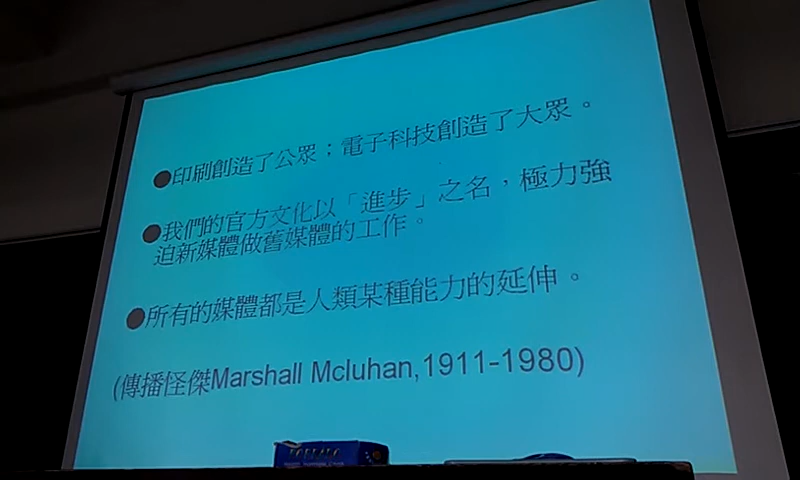 ●印刷創造了公眾；電子科技創造了大眾。
●我們的官方文化以「進步」之名，極力強
迫新媒體做舊媒體的工作。
●所有的媒體都是人類某種能力的延伸。
(傳播怪傑Marshall Mcluhan,1911-1980)